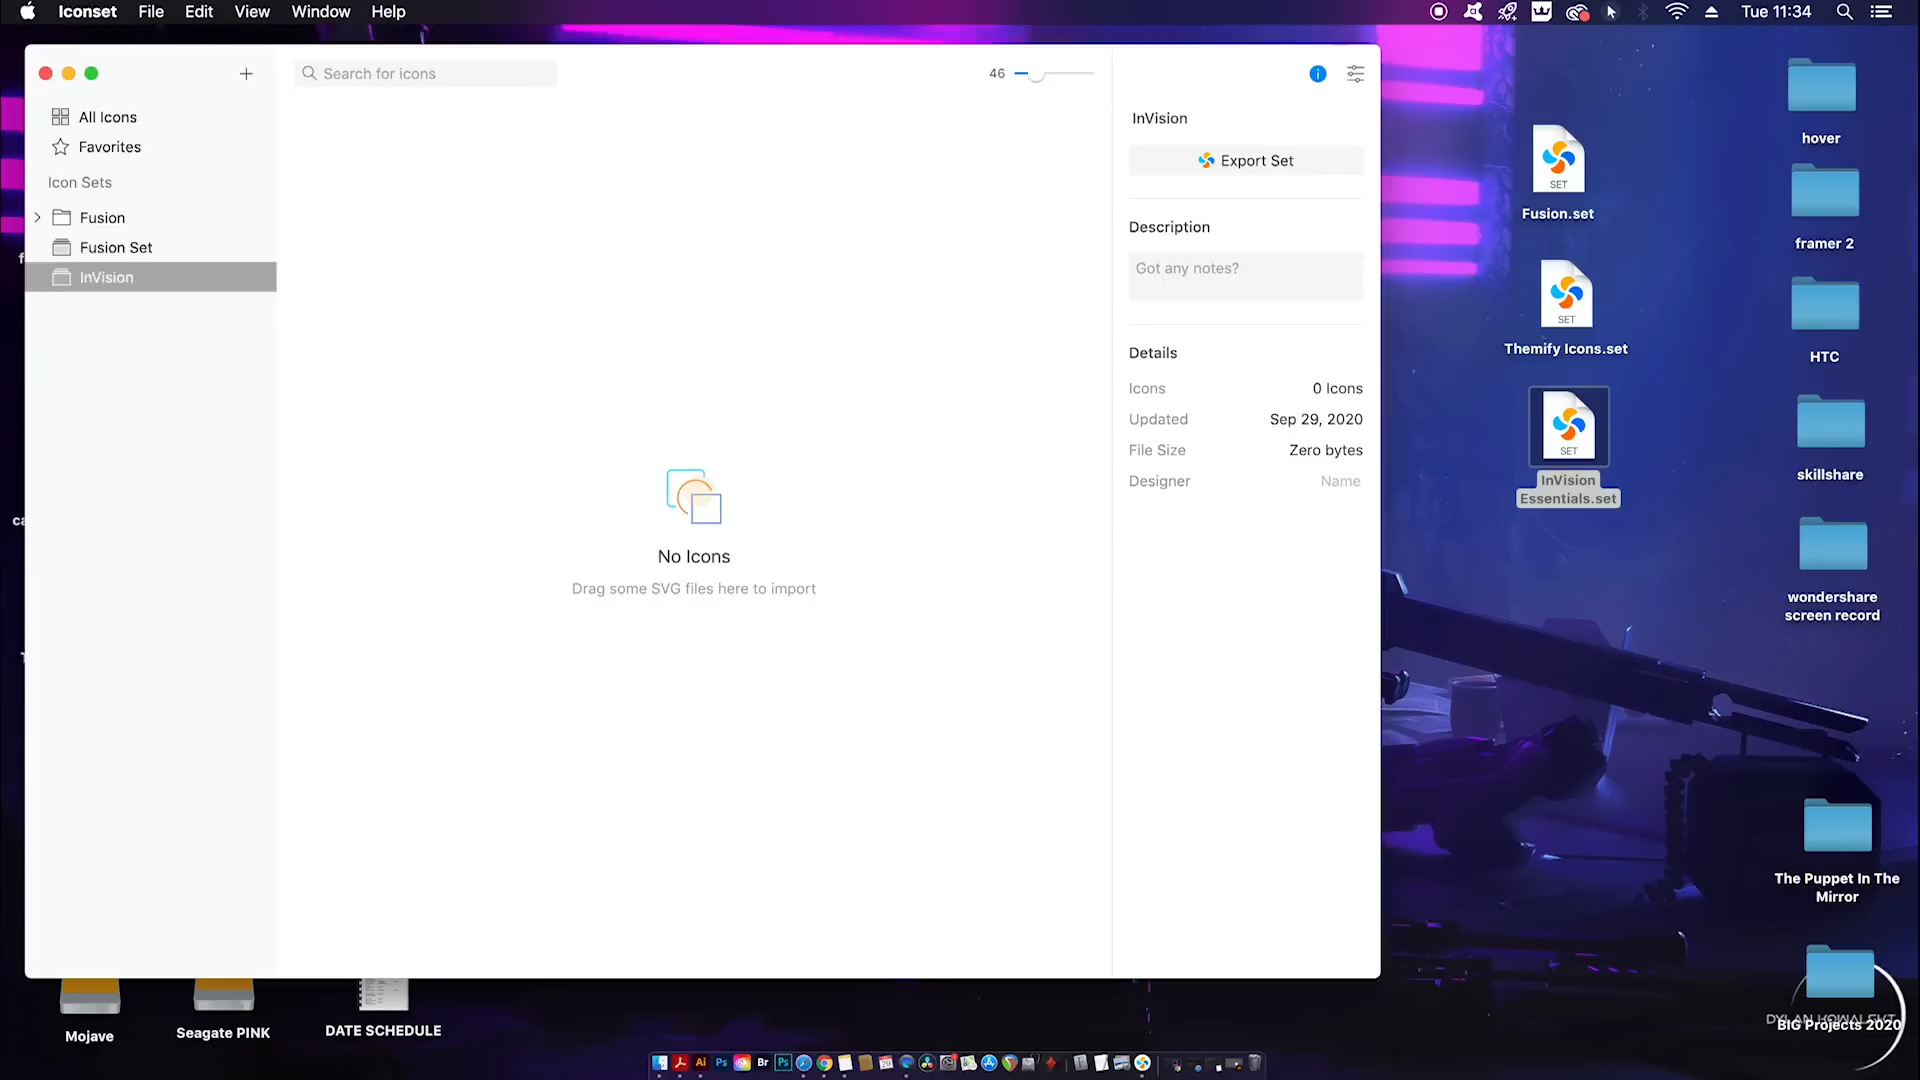 Iconset File Edit View Window Help
Tue 11:34
Search for icons
46
All Icons
Favorites
Icon Sets
Fusion
Fusion Set
InVision
No Icons
Drag some SVG files here to import
InVision
Export Set
Description
Got any notes?
Details
Icons 0 Icons
Updated Sep 29, 2020
File Size Zero bytes
Designer Name
SET
Fusion.set
SET
Themify Icons.set
SET
InVision
Essentials.set
hover
framer 2
HTC
skillshare
wondershare
screen record
The Puppet In The
Mirror
BIG Projects 2020
Mojave
Seagate PINK
DATE SCHEDULE
Ai
Ps
Br
Ps